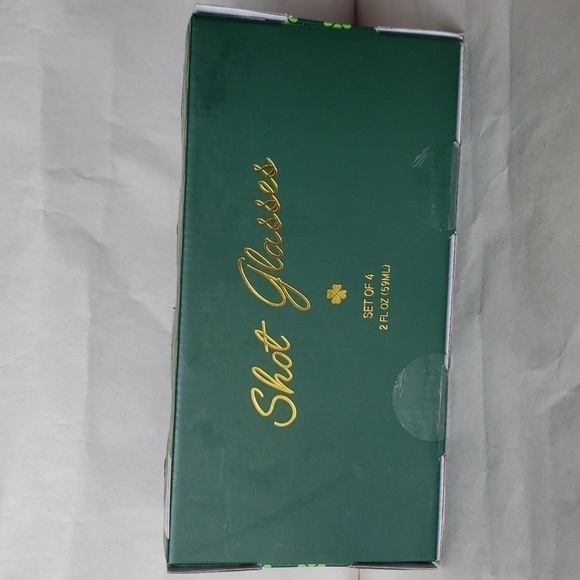 Shot Glasses
SET OF 4
2 FL OZ (59ML)